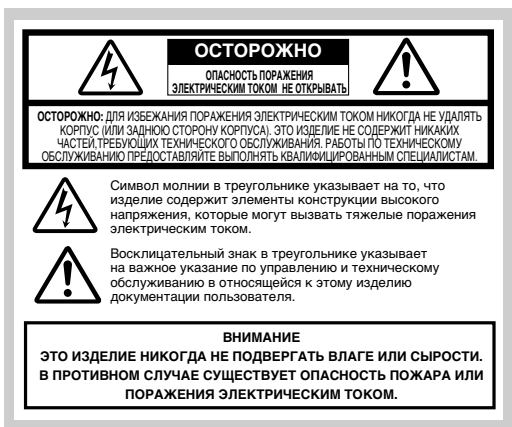 ОСТОРОЖНО
ОПАСНОСТЬ ПОРАЖЕНИЯ
ЭЛЕКТРИЧЕСКИМ ТОКОМ НЕ ОТКРЫВАТЬ
ОСТОРОЖНО: ДЛЯ ИЗБЕЖАНИЯ ПОРАЖЕНИЯ ЭЛЕКТРИЧЕСКИМ ТОКОМ НИКОГДА НЕ УДАЛЯТЬ
КОРПУС (ИЛИ ЗАДНЮЮ СТОРОНУ КОРПУСА). ЭТО ИЗДЕЛИЕ НЕ СОДЕРЖИТ НИКАКИХ
ЧАСТЕЙ,ТРЕБУЮЩИХ ТЕХНИЧЕСКОГО ОБСЛУЖИВАНИЯ. РАБОТЫ ПО ТЕХНИЧЕСКОМУ
ОБСЛУЖИВАНИЮ ПРЕДОСТАВЛЯЙТЕ ВЫПОЛНЯТЬ КВАЛИФИЦИРОВАННЫМ СПЕЦИАЛИСТАМ.
Символ молнии в треугольнике указывает на то, что
изделие содержит элементы конструкции высокого
напряжения, которые могут вызвать тяжелые поражения
электрическим током.
Восклицательный знак в треугольнике указывает
на важное указание по управлению и техническому
обслуживанию в относящейся к этому изделию
документации пользователя.
ВНИМАНИЕ
ЭТО ИЗДЕЛИЕ НИКОГДА НЕ ПОДВЕРГАТЬ ВЛАГЕ ИЛИ СЫРОСТИ.
В ПРОТИВНОМ СЛУЧАЕ СУЩЕСТВУЕТ ОПАСНОСТЬ ПОЖАРА ИЛИ
ПОРАЖЕНИЯ ЭЛЕКТРИЧЕСКИМ ТОКОМ.